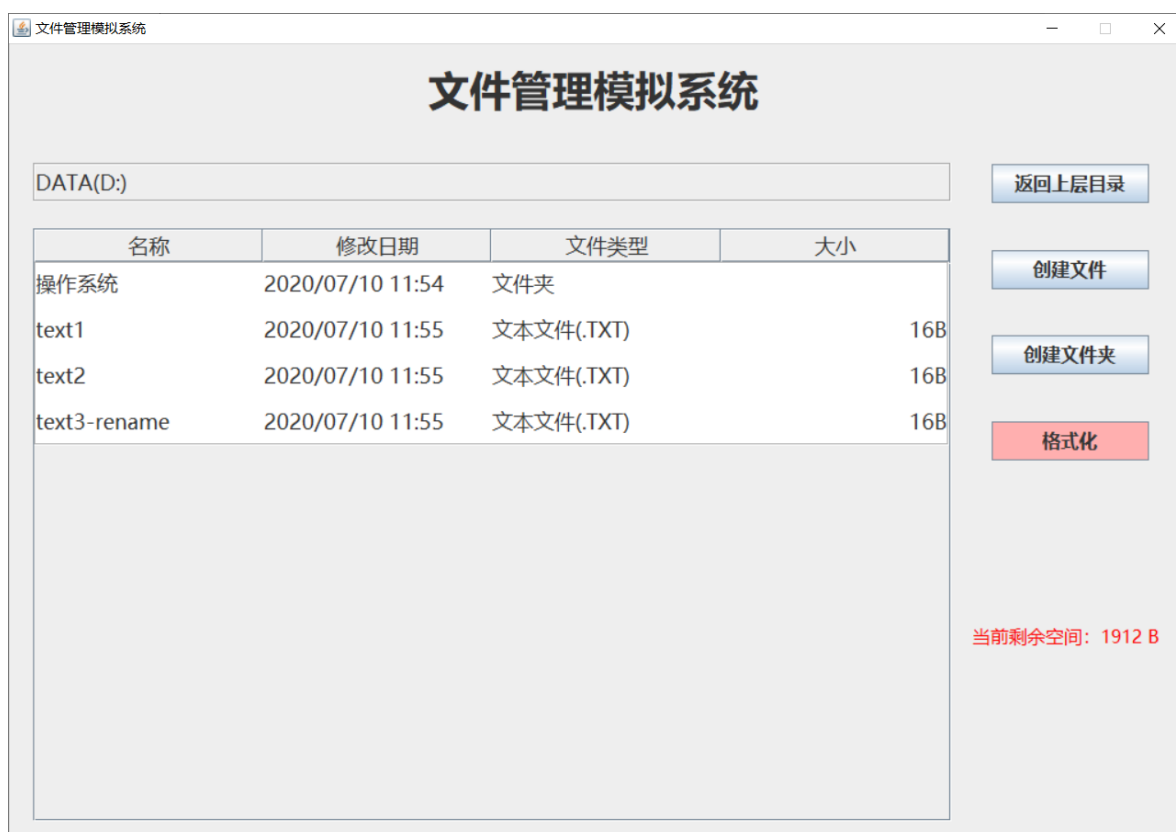 文件管理模拟系统
文件管理模拟系统
DATA(D:)
返回上层目录
名称 修改日期 文件类型 大小
创建文件
操作系统 2020/07/10 11:54 文件夹
text1 2020/07/10 11:55 文本文件(.TXT) 16B
创建文件夹
text2 2020/07/10 11:55 文本文件(.TXT) 16B
text3-rename 2020/07/10 11:55 文本文件(.TXT) 16B
格式化
当前剩余空间：1912 B